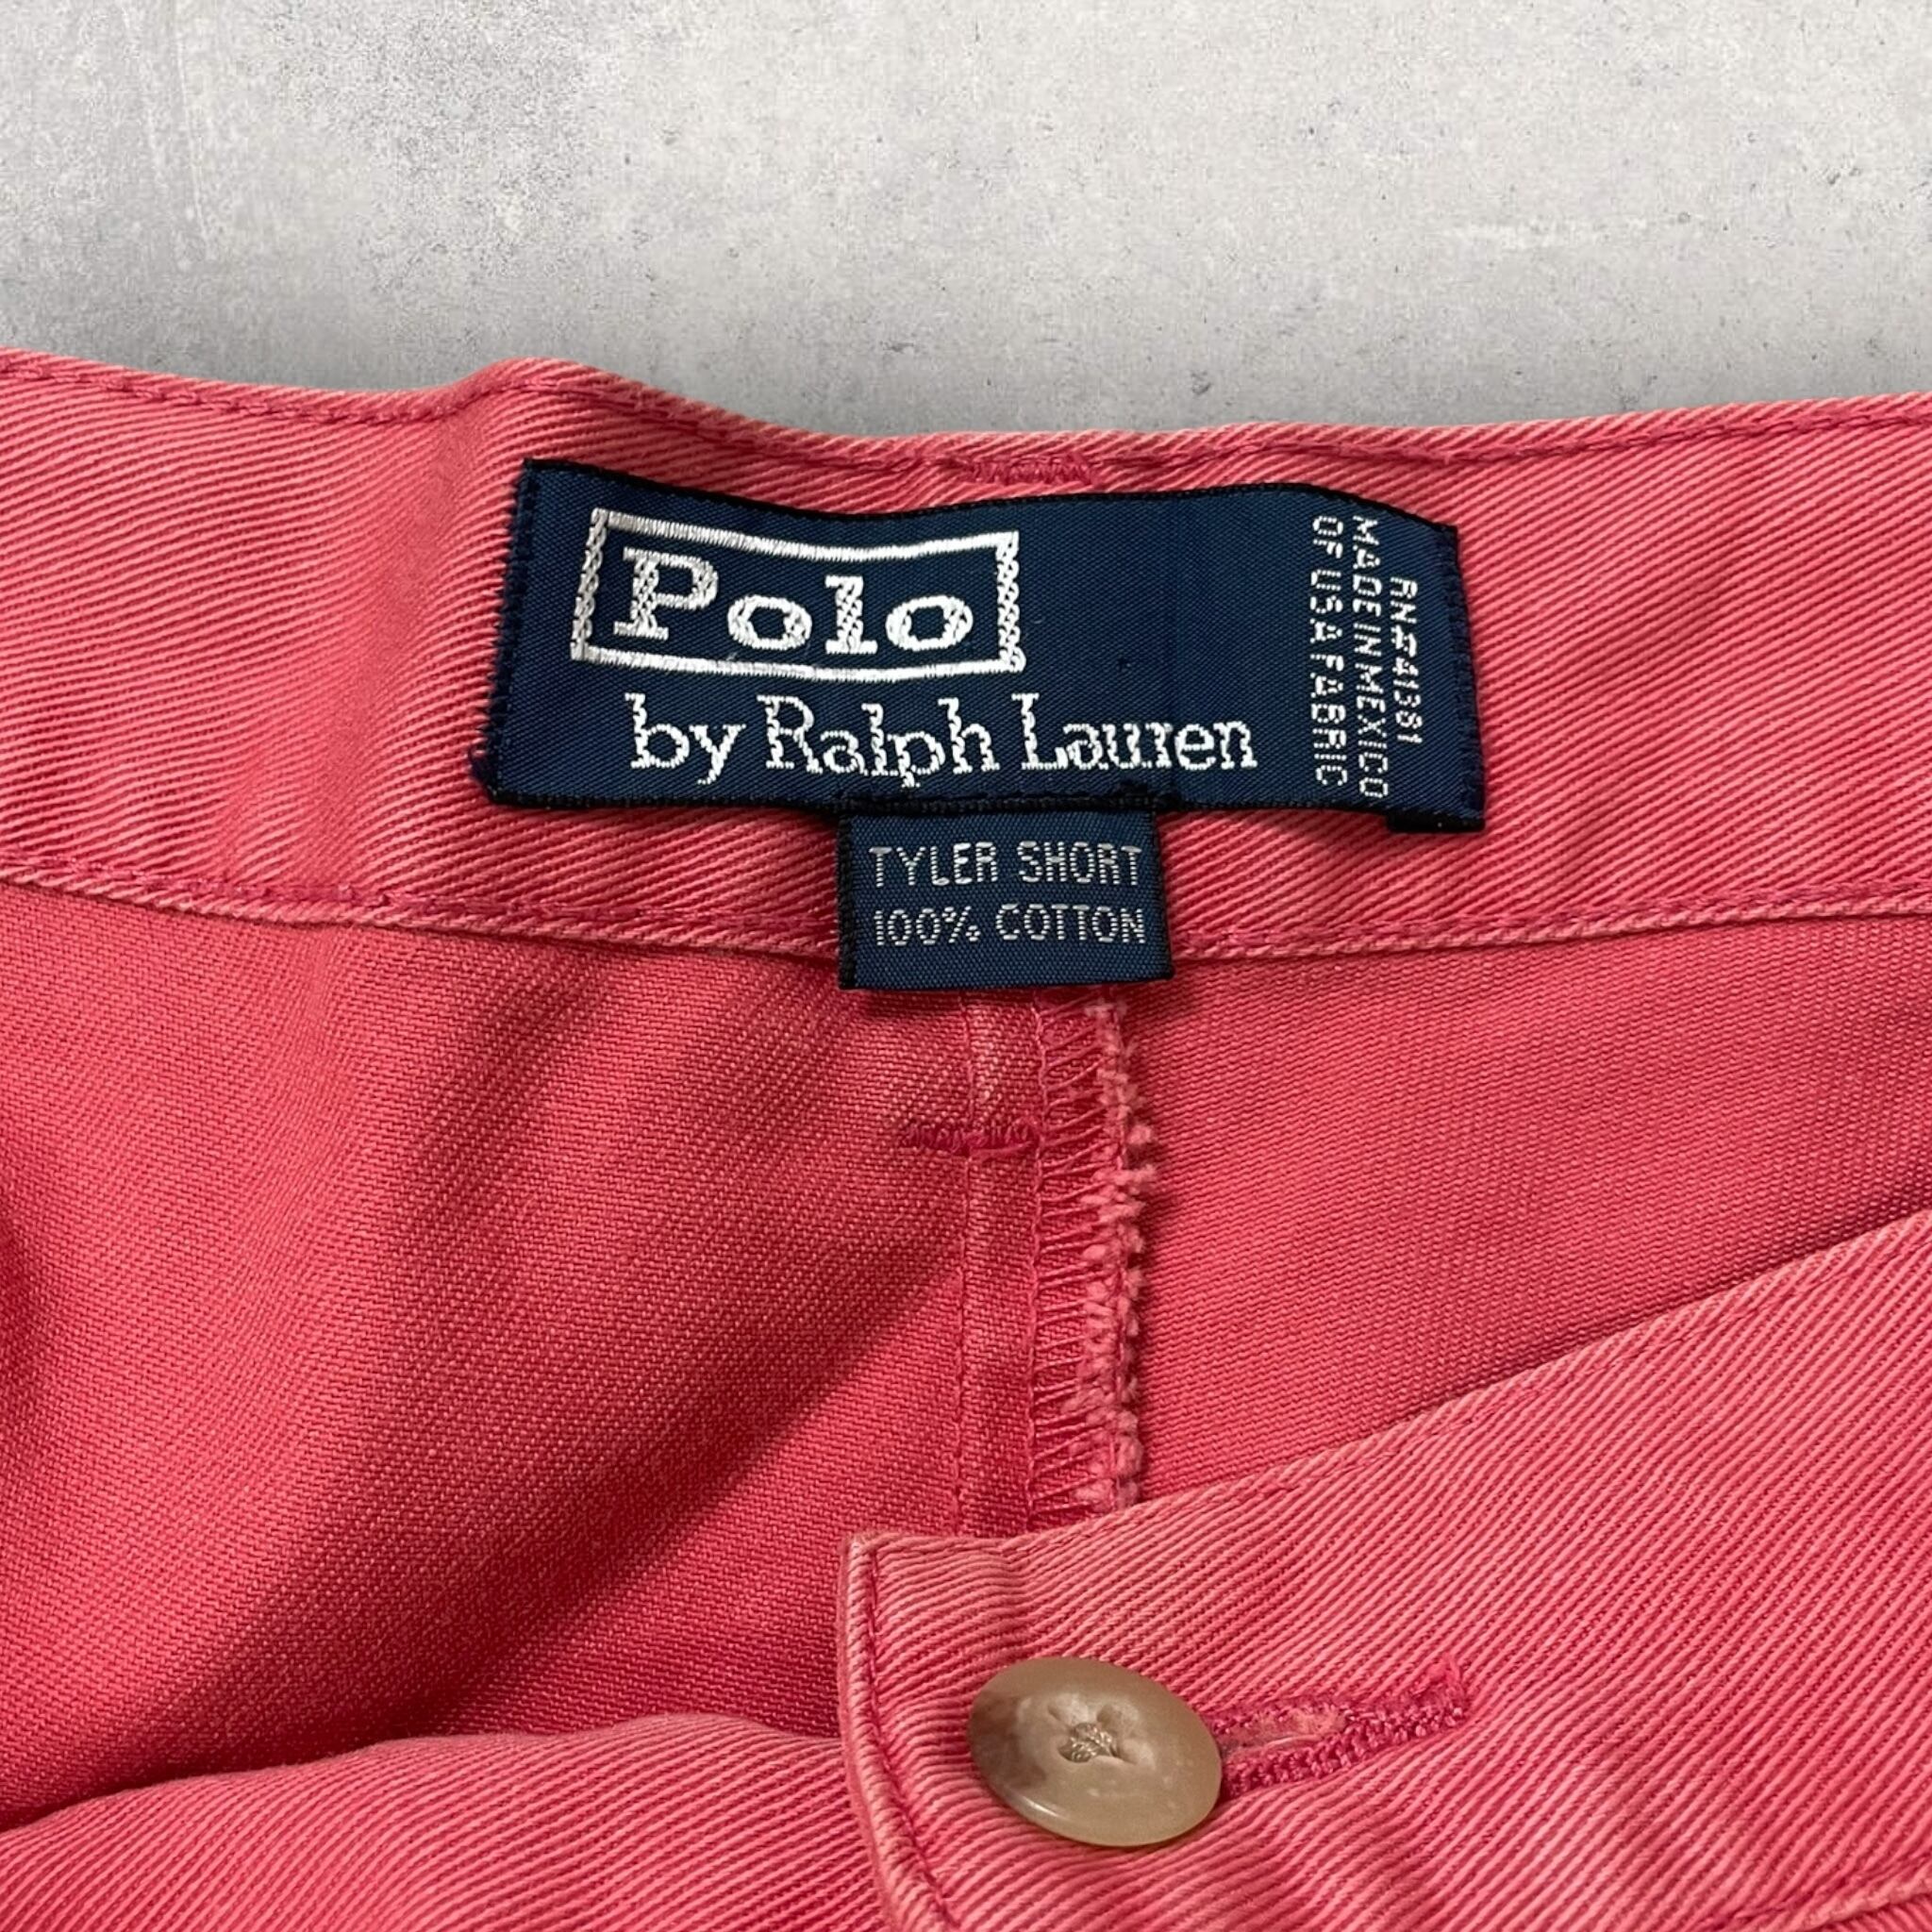 Polo
by Ralph Lauren
RN#41381
MADE IN MEXICO
OF USA FABRIC
TYLER SHORT
100% COTTON